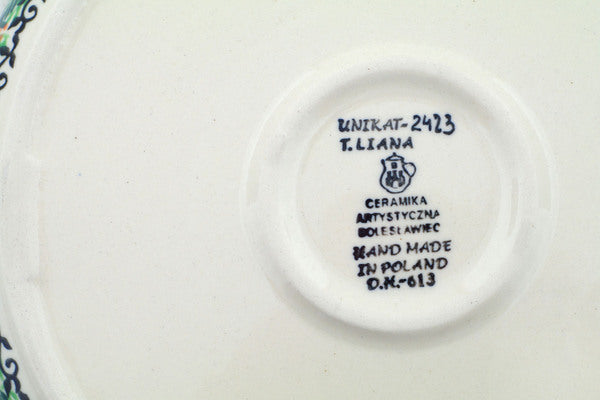 UNIKAT-2423
T. LIANA
CERAMIKA
ARTYSTYCZNA
BOLESŁAWIEC
HAND MADE
IN POLAND
D.K.-613